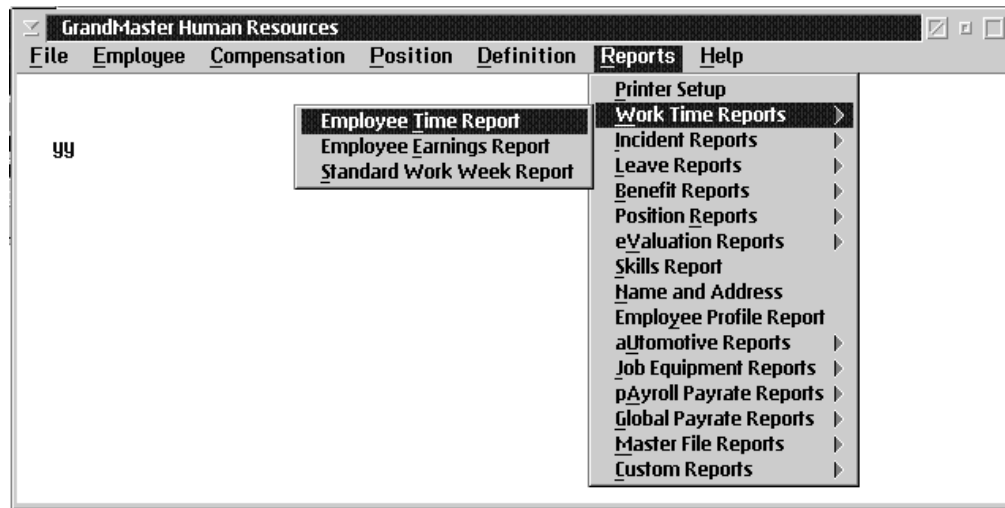 GrandMaster Human Resources
File Employee Compensation Position Definition Reports Help
Printer Setup
Work Time Reports
Employee Time Report
Employee Earnings Report
Standard Work Week Report
Incident Reports
Leave Reports
Benefit Reports
Position Reports
eValuation Reports
Skills Report
Name and Address
Employee Profile Report
aUtomotive Reports
Job Equipment Reports
pAyroll Payrate Reports
Global Payrate Reports
Master File Reports
Custom Reports
yy